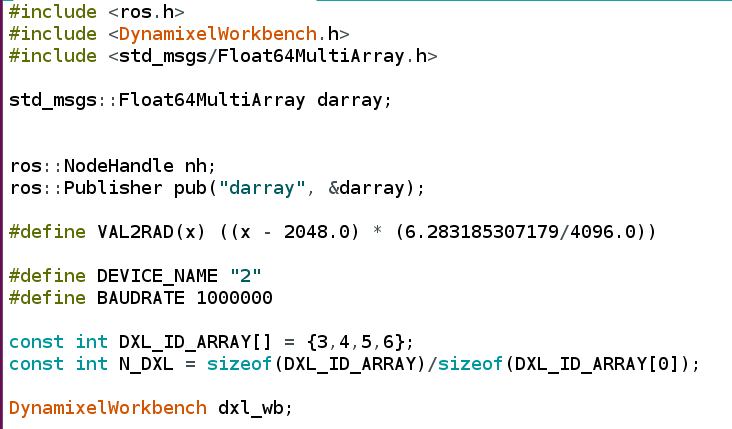 #include <ros.h>
#include <DynamixelWorkbench.h>
#include <std_msgs/Float64MultiArray.h>
std_msgs::Float64MultiArray darray;
ros::NodeHandle nh;
ros::Publisher pub("darray", &darray);
#define VAL2RAD(x) ((x - 2048.0) * (6.283185307179/4096.0))
#define DEVICE_NAME "2"
#define BAUDRATE 1000000
const int DXL_ID_ARRAY[] = {3,4,5,6};
const int N_DXL = sizeof(DXL_ID_ARRAY)/sizeof(DXL_ID_ARRAY[0]);
DynamixelWorkbench dxl_wb;